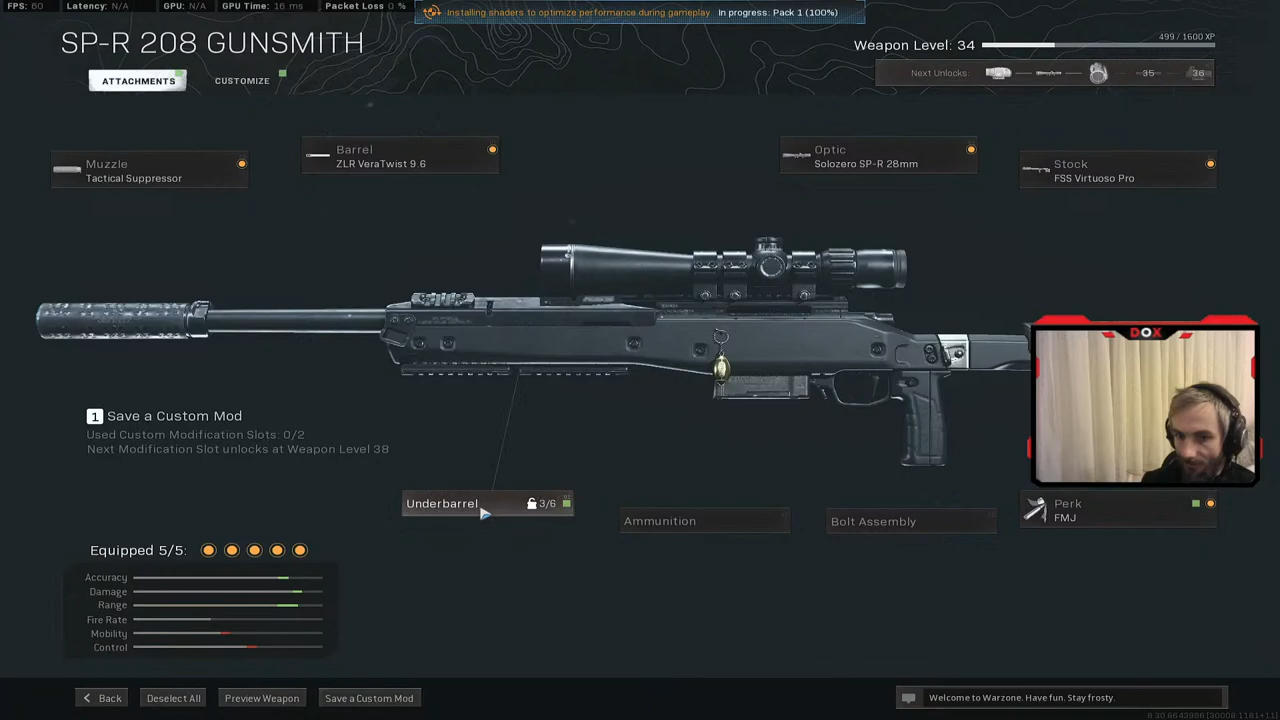 FPS: 60 Latency: N/A GPU: N/A GPU Time: 16 ms Packet Loss 0 %
Installing shaders to optimize performance during gameplay In progress: Pack 1 (100%)
SP-R 208 GUNSMITH
499 / 1600 XP
Weapon Level: 34
ATTACHMENTS
CUSTOMIZE
Next Unlocks:
35
36
Muzzle
Tactical Suppressor
Barrel
ZLR VeraTwist 9.6
Optic
Solozero SP-R 28mm
Stock
FSS Virtuoso Pro
DOX
1 Save a Custom Mod
Used Custom Modification Slots: 0/2
Next Modification Slot unlocks at Weapon Level 38
Underbarrel 3/6
Ammunition
Bolt Assembly
Perk
FMJ
Equipped 5/5:
Accuracy
Damage
Range
Fire Rate
Mobility
Control
Back
Deselect All
Preview Weapon
Save a Custom Mod
Welcome to Warzone. Have fun. Stay frosty.